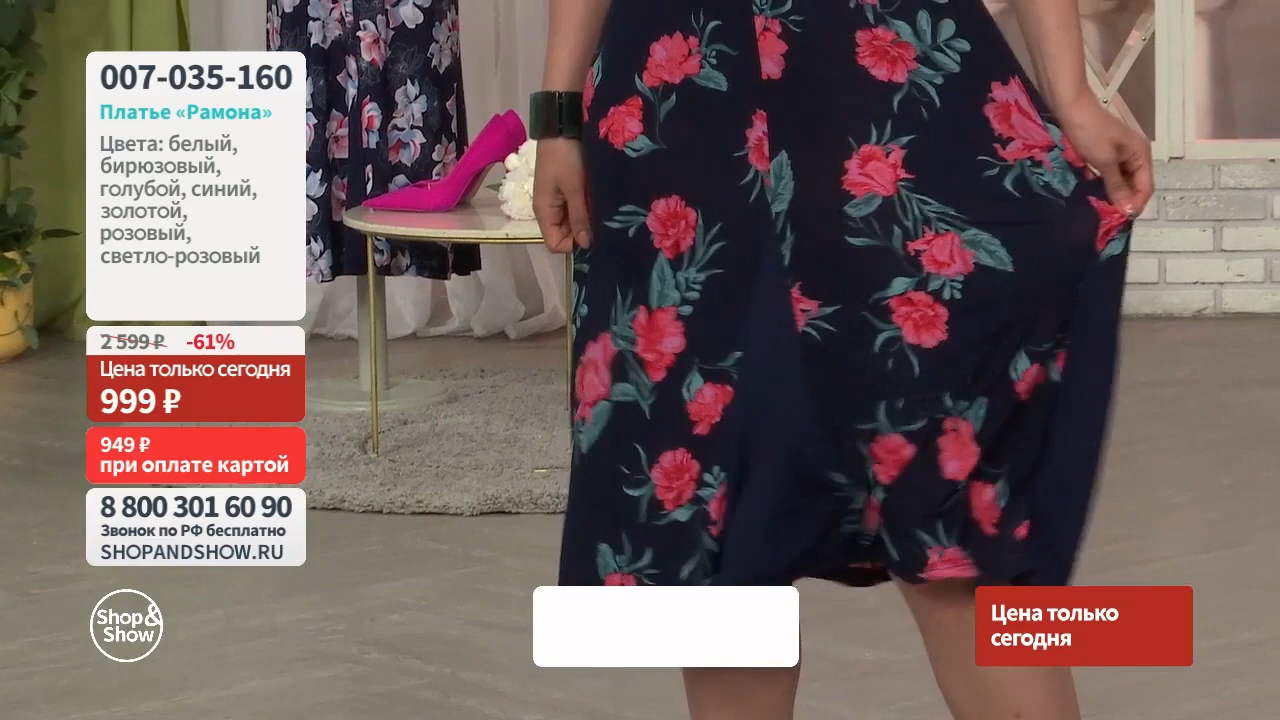 007-035-160
Платье «Рамона»
Цвета: белый,
бирюзовый,
голубой, синий,
золотой,
розовый,
светло-розовый
2 599 ₽ -61%
Цена только сегодня
999 ₽
949 ₽
при оплате картой
8 800 301 60 90
Звонок по РФ бесплатно
SHOPANDSHOW.RU
Shop&
Show
Цена только
сегодня